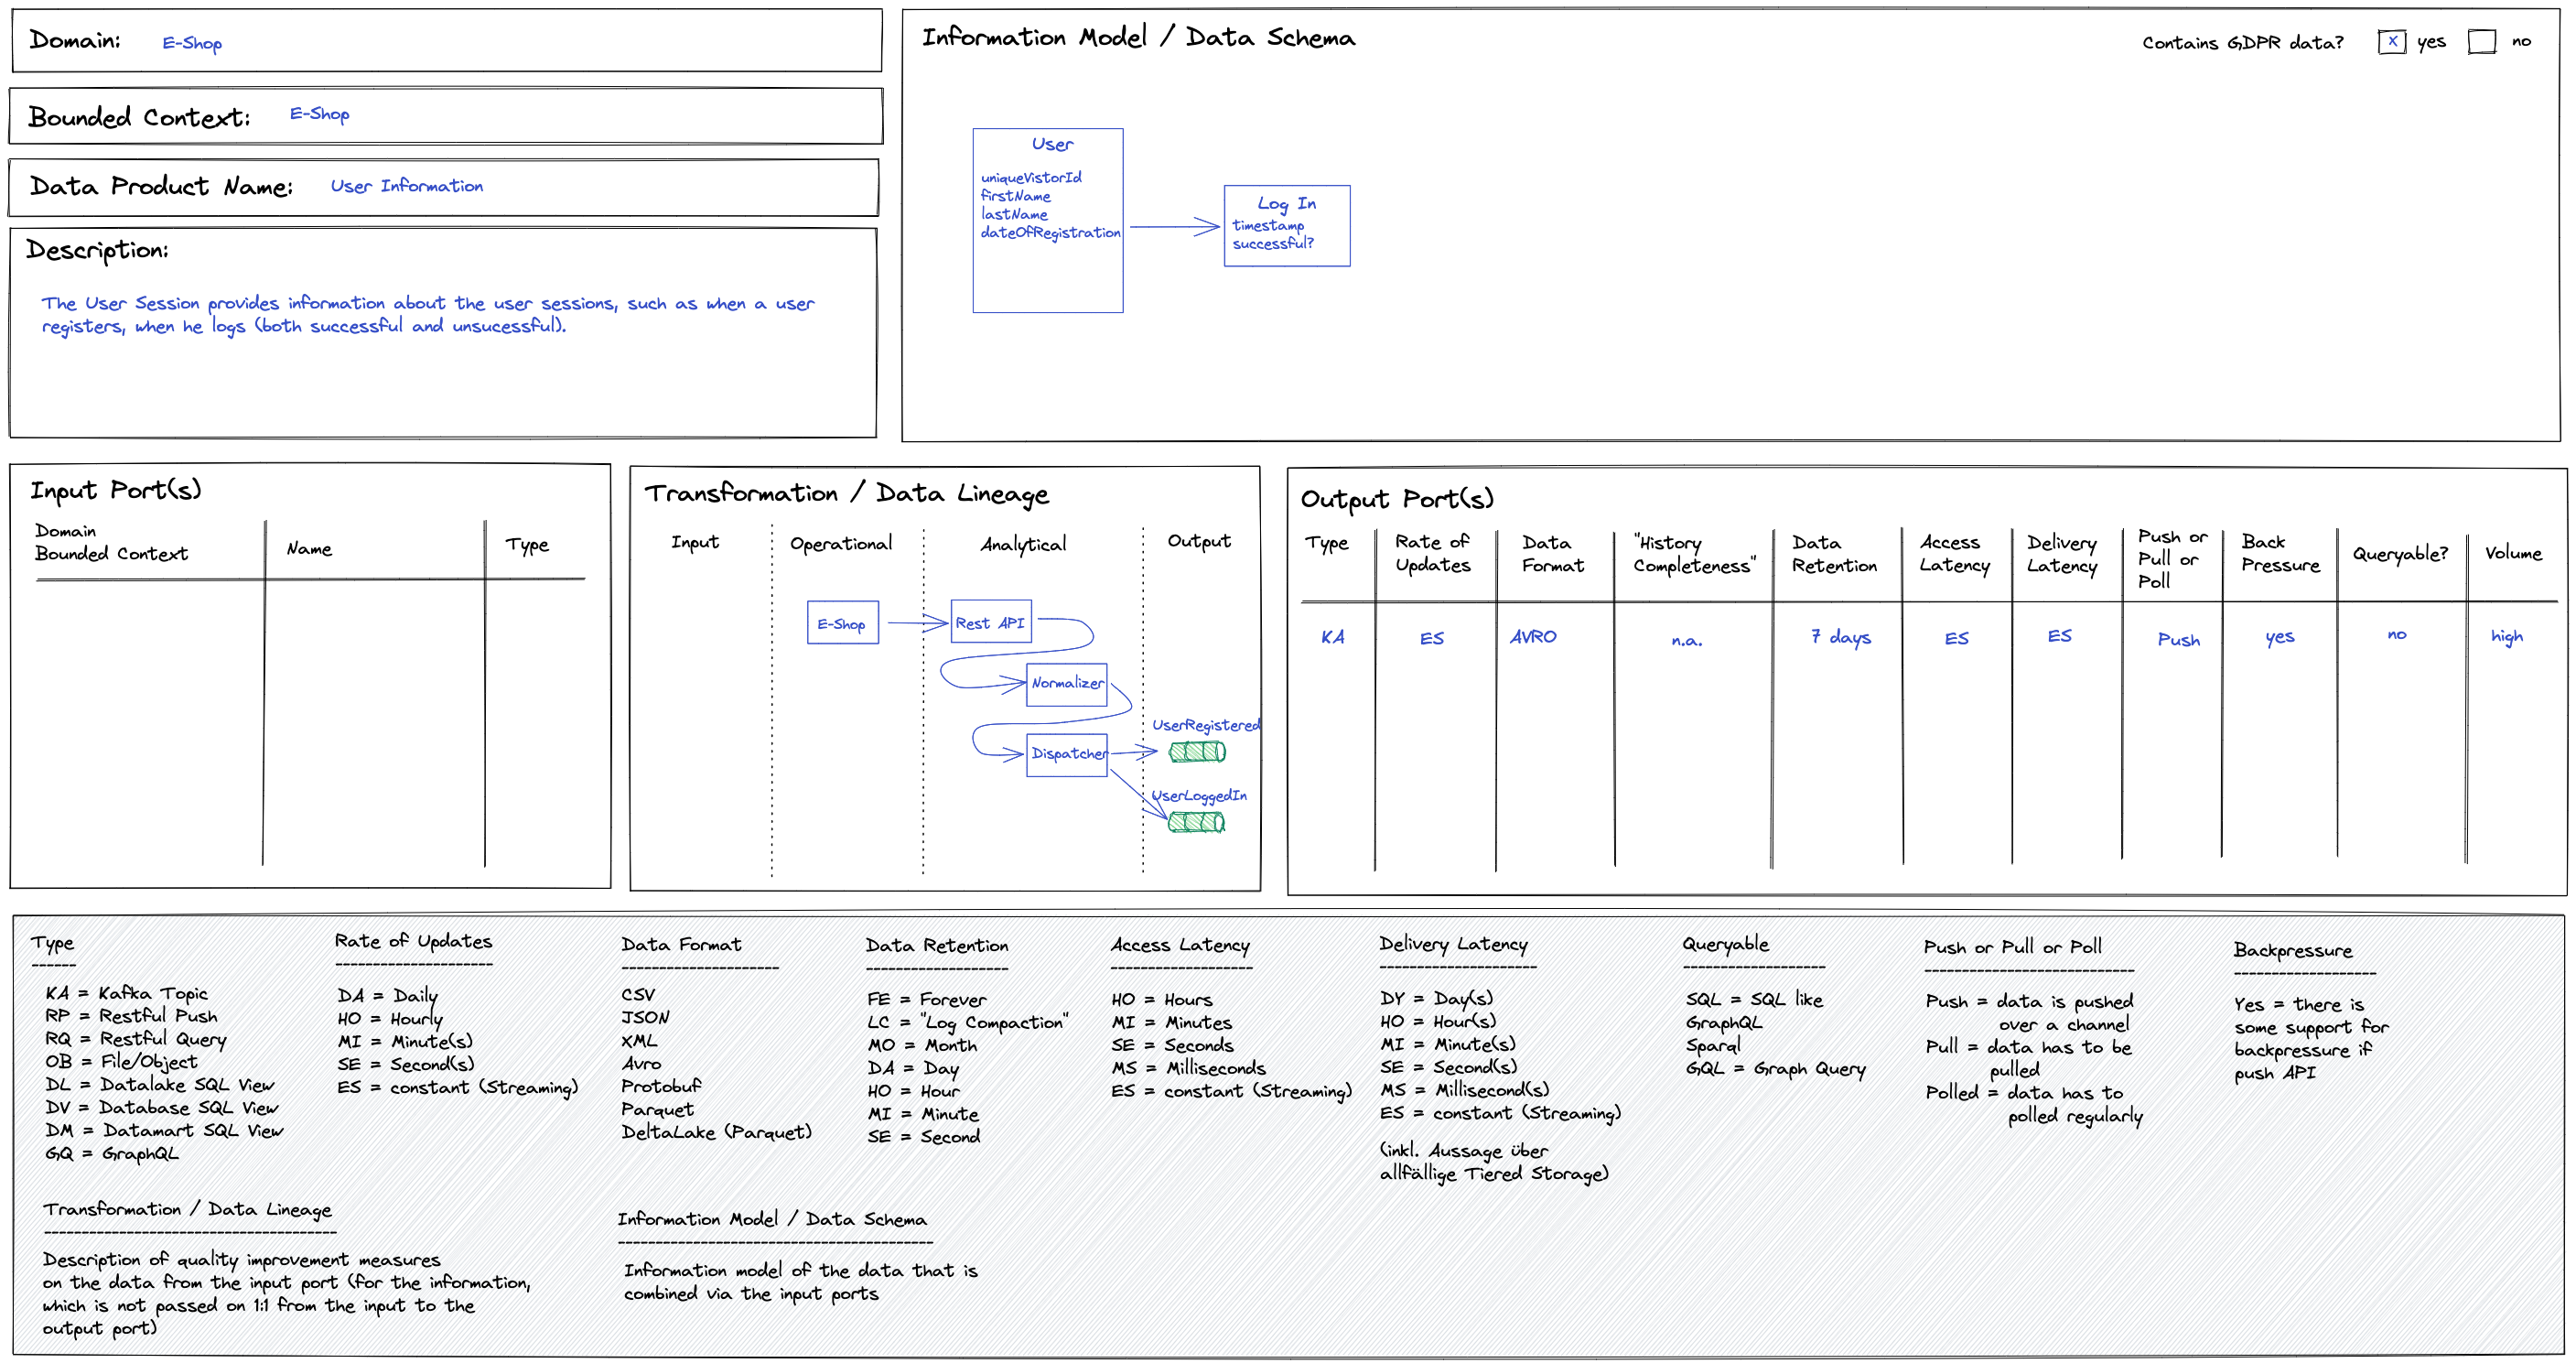 Domain: E-Shop
Bounded Context: E-Shop
Data Product Name: User Information
Description:
The User Session provides information about the user sessions, such as when a user
registers, when he logs (both successful and unsucessful).
Information Model / Data Schema
Contains GDPR data? x yes no
User
uniqueVistorId
firstName
lastName
dateOfRegistration
Log In
timestamp
successful?
Input Port(s)
Domain
Bounded Context
Name
Type
Transformation / Data Lineage
Input
Operational
Analytical
Output
E-Shop
Rest API
Normalizer
Dispatcher
UserRegistered
UserLoggedIn
Output Port(s)
Type
Rate of
Updates
Data
Format
"History
Completeness"
Data
Retention
Access
Latency
Delivery
Latency
Push or
Pull or
Poll
Back
Pressure
Queryable?
Volume
KA
ES
AVRO
n.a.
7 days
ES
ES
Push
yes
no
high
Type
------
KA = Kafka Topic
RP = Restful Push
RQ = Restful Query
OB = File/Object
DL = Datalake SQL View
DV = Database SQL View
DM = Datamart SQL View
GQ = GraphQL
Rate of Updates
---------------------
DA = Daily
HO = Hourly
MI = Minute(s)
SE = Second(s)
ES = constant (Streaming)
Data Format
---------------------
CSV
JSON
XML
Avro
Protobuf
Parquet
DeltaLake (Parquet)
Data Retention
-------------------
FE = Forever
LC = "Log Compaction"
MO = Month
DA = Day
HO = Hour
MI = Minute
SE = Second
Access Latency
-------------------
HO = Hours
MI = Minutes
SE = Seconds
MS = Milliseconds
ES = constant (Streaming)
Delivery Latency
---------------------
DY = Day(s)
HO = Hour(s)
MI = Minute(s)
SE = Second(s)
MS = Millisecond(s)
ES = constant (Streaming)
(inkl. Aussage über
allfällige Tiered Storage)
Queryable
-------------------
SQL = SQL like
GraphQL
Sparql
GQL = Graph Query
Push or Pull or Poll
----------------------------
Push = data is pushed
over a channel
Pull = data has to be
pulled
Polled = data has to
polled regularly
Backpressure
-------------------
Yes = there is
some support for
backpressure if
push API
Transformation / Data Lineage
---------------------------------------
Description of quality improvement measures
on the data from the input port (for the information,
which is not passed on 1:1 from the input to the
output port)
Information Model / Data Schema
------------------------------------------
Information model of the data that is
combined via the input ports